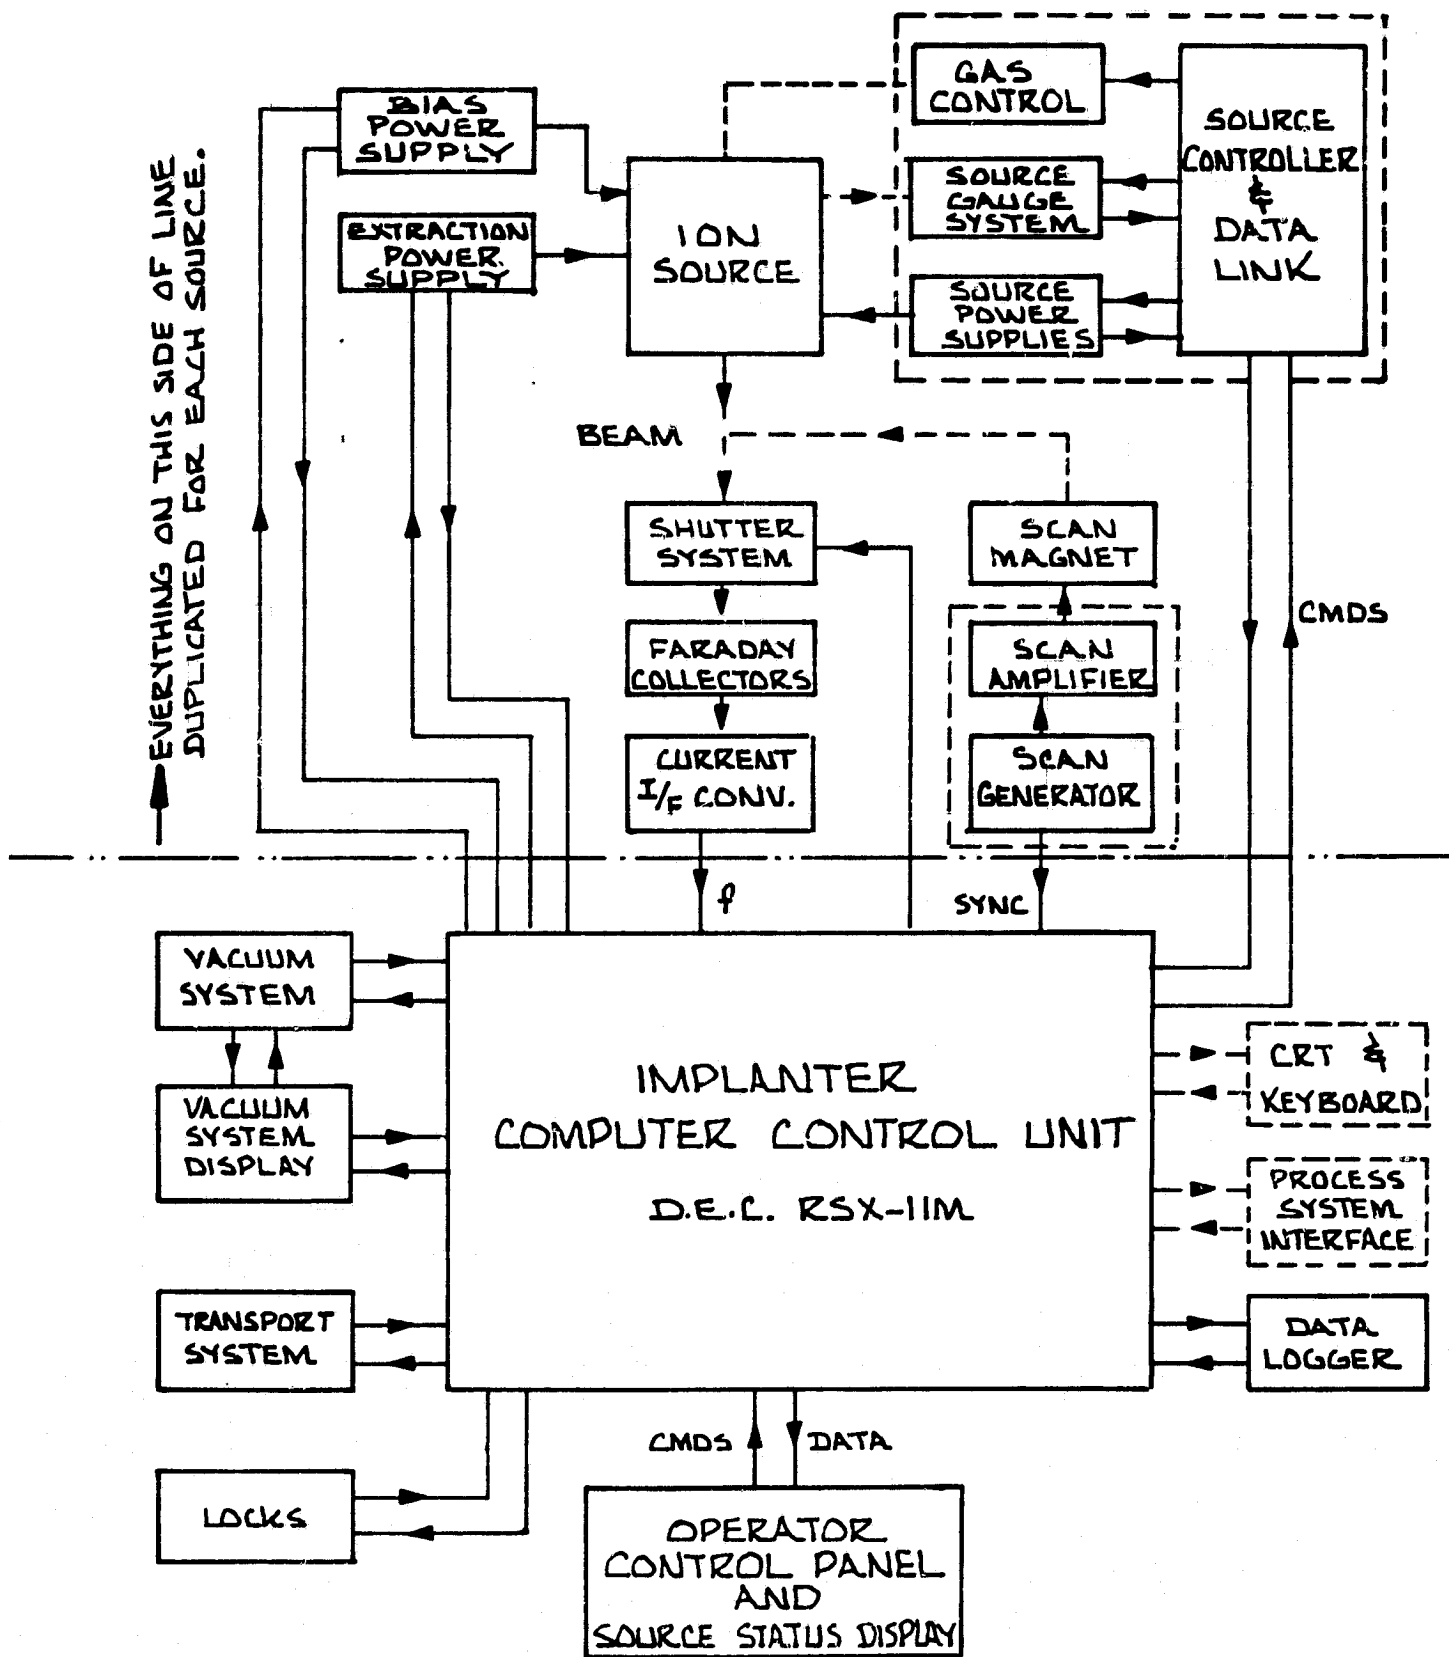 EVERYTHING ON THIS SIDE OF LINE
DUPLICATED FOR EACH SOURCE.
BIAS
POWER
SUPPLY
EXTRACTION
POWER
SUPPLY
ION
SOURCE
GAS
CONTROL
SOURCE
GAUGE
SYSTEM
SOURCE
POWER
SUPPLIES
SOURCE
CONTROLLER
&
DATA
LINK
BEAM
SHUTTER
SYSTEM
FARADAY
COLLECTORS
CURRENT
I/F CONV.
SCAN
MAGNET
SCAN
AMPLIFIER
SCAN
GENERATOR
CMDS
f
SYNC
VACUUM
SYSTEM
VACUUM
SYSTEM
DISPLAY
TRANSPORT
SYSTEM
LOCKS
IMPLANTER
COMPUTER CONTROL UNIT
D.E.C. RSX-11M
CRT &
KEYBOARD
PROCESS
SYSTEM
INTERFACE
DATA
LOGGER
CMDS
DATA
OPERATOR
CONTROL PANEL
AND
SOURCE STATUS DISPLAY